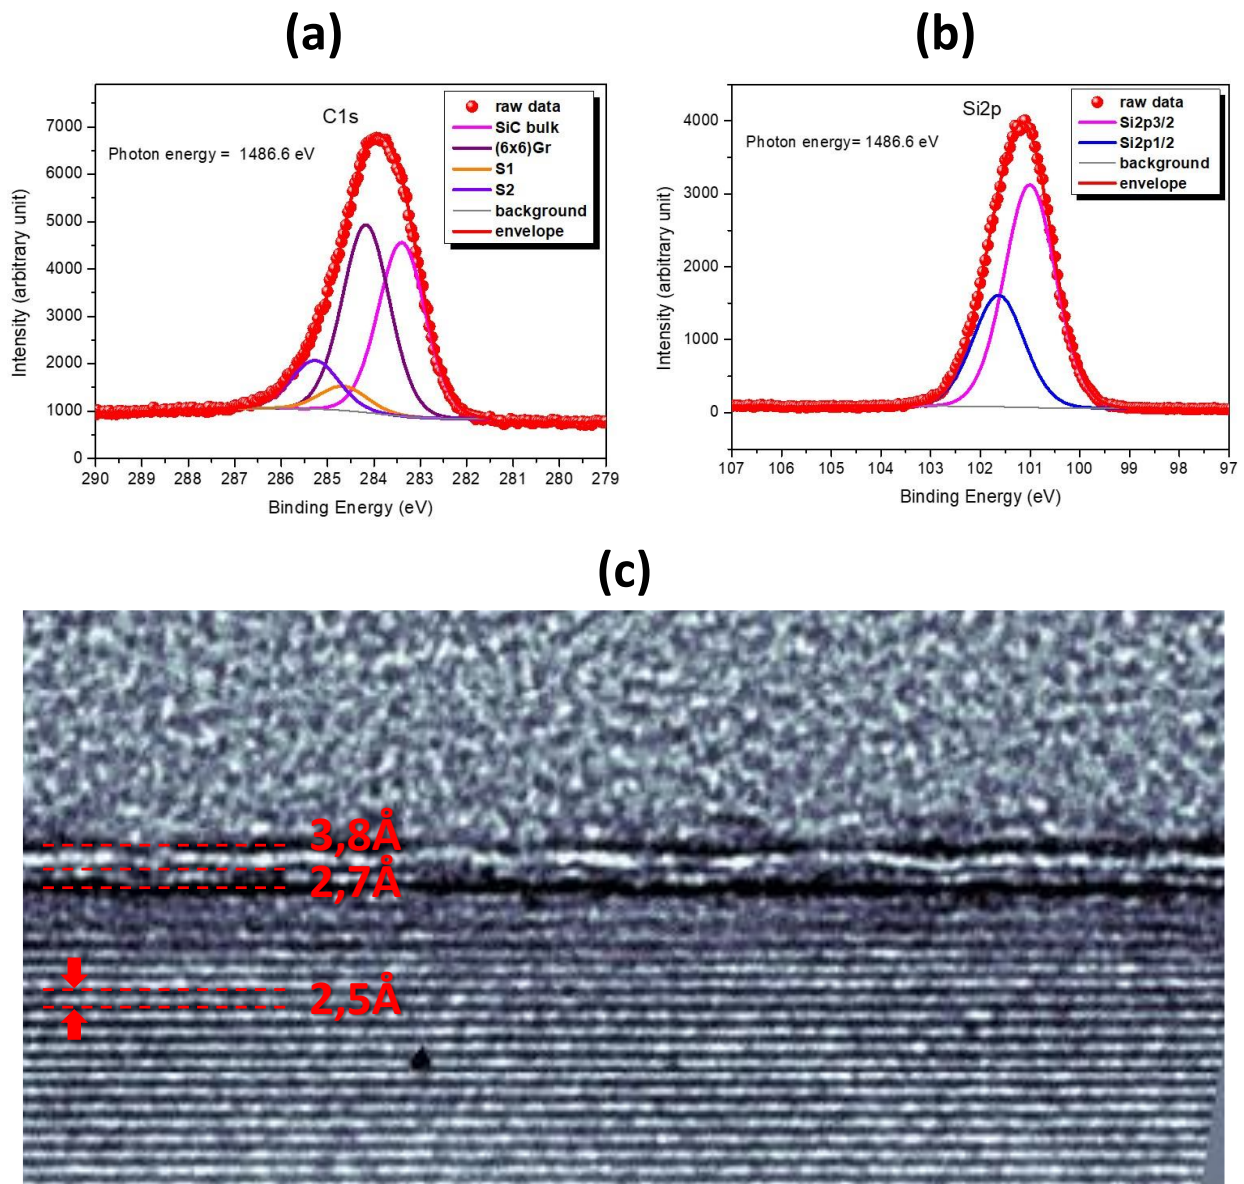 (a)
(b)
C1s
Photon energy = 1486.6 eV
raw data
SiC bulk
(6x6)Gr
S1
S2
background
envelope
Intensity (arbitrary unit)
7000
6000
5000
4000
3000
2000
1000
0
290 289 288 287 286 285 284 283 282 281 280 279
Binding Energy (eV)
Si2p
Photon energy= 1486.6 eV
raw data
Si2p3/2
Si2p1/2
background
envelope
Intensity (arbitrary unit)
4000
3000
2000
1000
0
107 106 105 104 103 102 101 100 99 98 97
Binding Energy (eV)
(c)
3,8Å
2,7Å
2,5Å